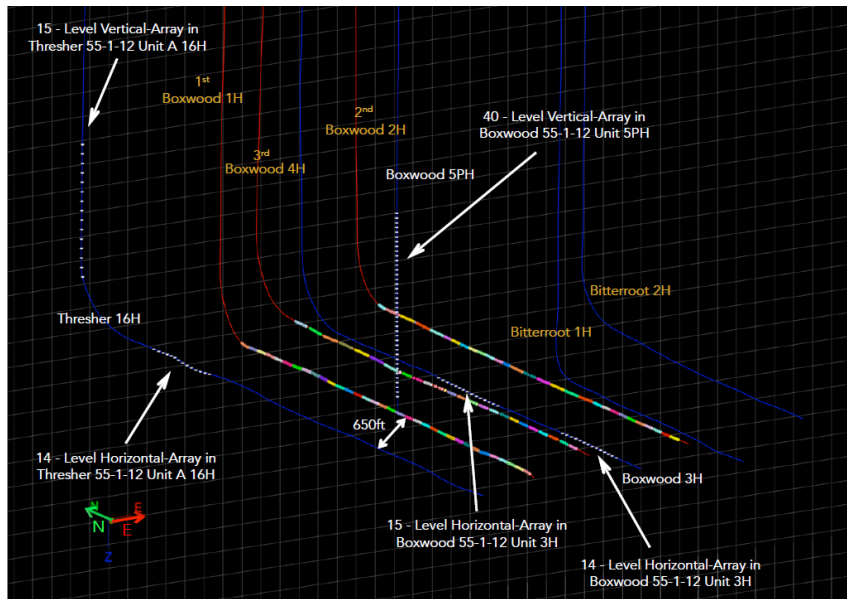 15 - Level Vertical-Array in
Thresher 55-1-12 Unit A 16H
1st
Boxwood 1H
2nd
Boxwood 2H
40 - Level Vertical-Array in
Boxwood 55-1-12 Unit 5PH
3rd
Boxwood 4H
Boxwood 5PH
Bitterroot 2H
Thresher 16H
Bitterroot 1H
650ft
14 - Level Horizontal-Array in
Thresher 55-1-12 Unit A 16H
Boxwood 3H
N
N
E
E
Z
15 - Level Horizontal-Array in
Boxwood 55-1-12 Unit 3H
14 - Level Horizontal-Array in
Boxwood 55-1-12 Unit 3H